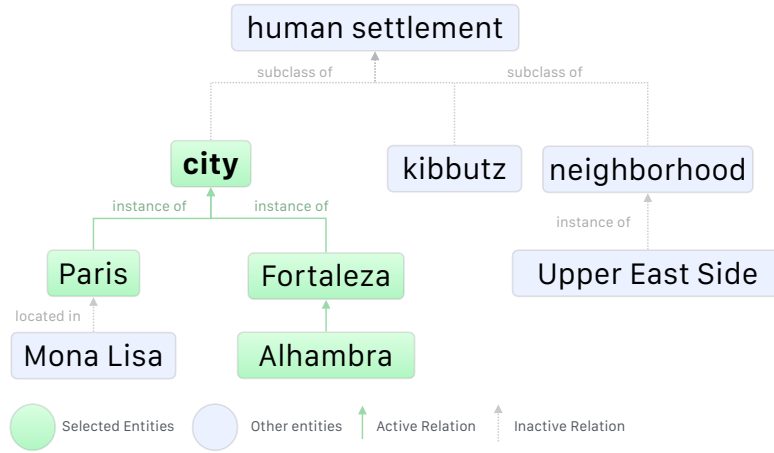 human settlement
subclass of
subclass of
city
kibbutz
neighborhood
instance of
instance of
instance of
Paris
Fortaleza
Upper East Side
located in
Mona Lisa
Alhambra
Selected Entities
Other entities
Active Relation
Inactive Relation